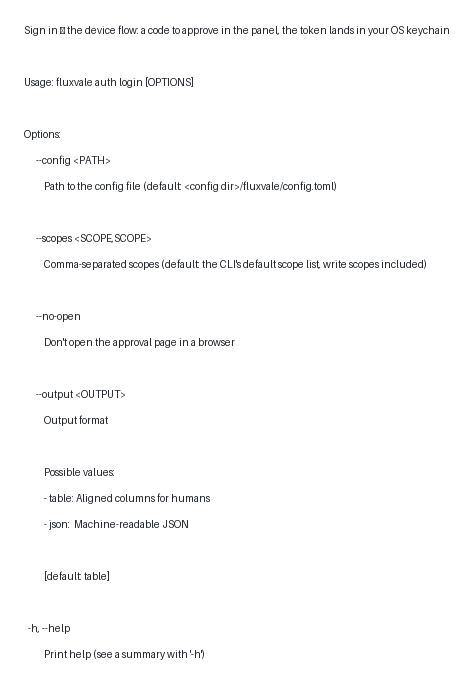 Sign in ▯ the device flow: a code to approve in the panel, the token lands in your OS keychain
Usage: fluxvale auth login [OPTIONS]
Options:
--config <PATH>
Path to the config file (default: <config dir>/fluxvale/config.toml)
--scopes <SCOPE,SCOPE>
Comma-separated scopes (default: the CLI's default scope list, write scopes included)
--no-open
Don't open the approval page in a browser
--output <OUTPUT>
Output format
Possible values:
- table: Aligned columns for humans
- json:  Machine-readable JSON
[default: table]
-h, --help
Print help (see a summary with '-h')